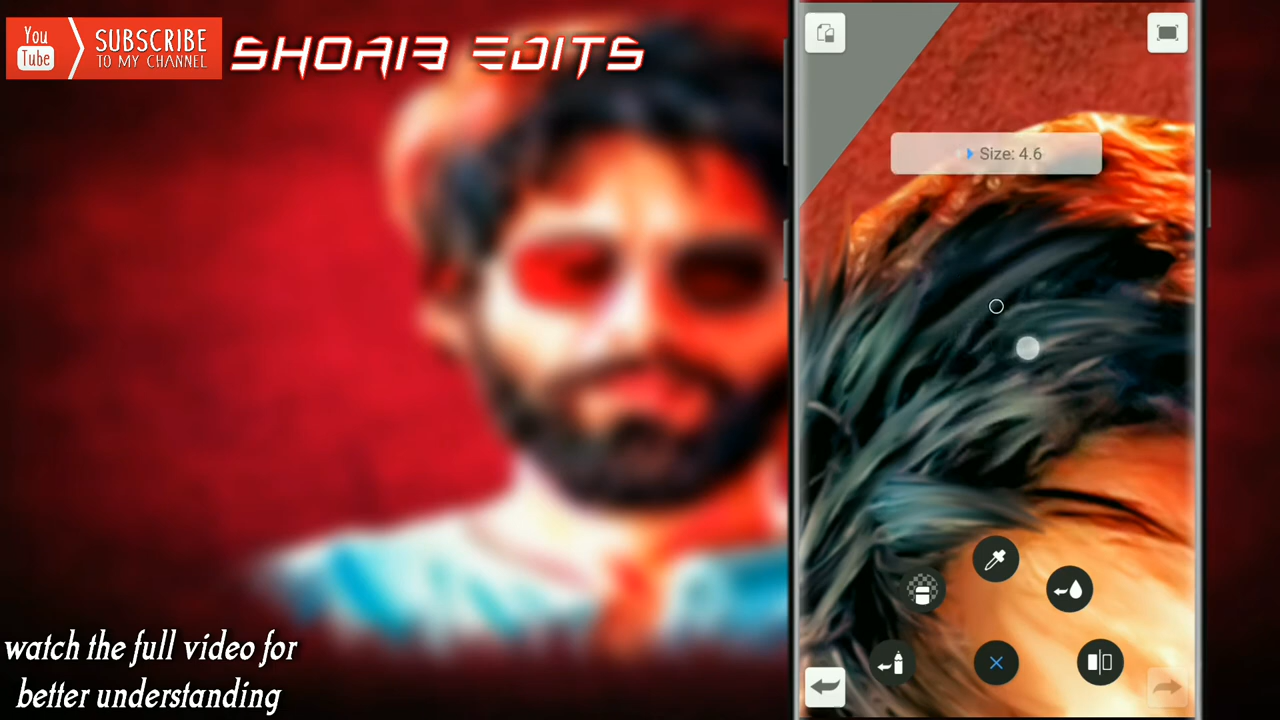 You
Tube
SUBSCRIBE
TO MY CHANNEL
SHOAIB EDITS
Size: 4.6
watch the full video for
better understanding